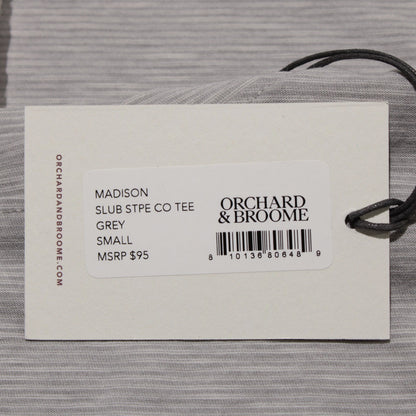 ORCHARDANDBROOME.COM
MADISON
SLUB STPE CO TEE
GREY
SMALL
MSRP $95
ORCHARD
& BROOME
8 10136 80648 9